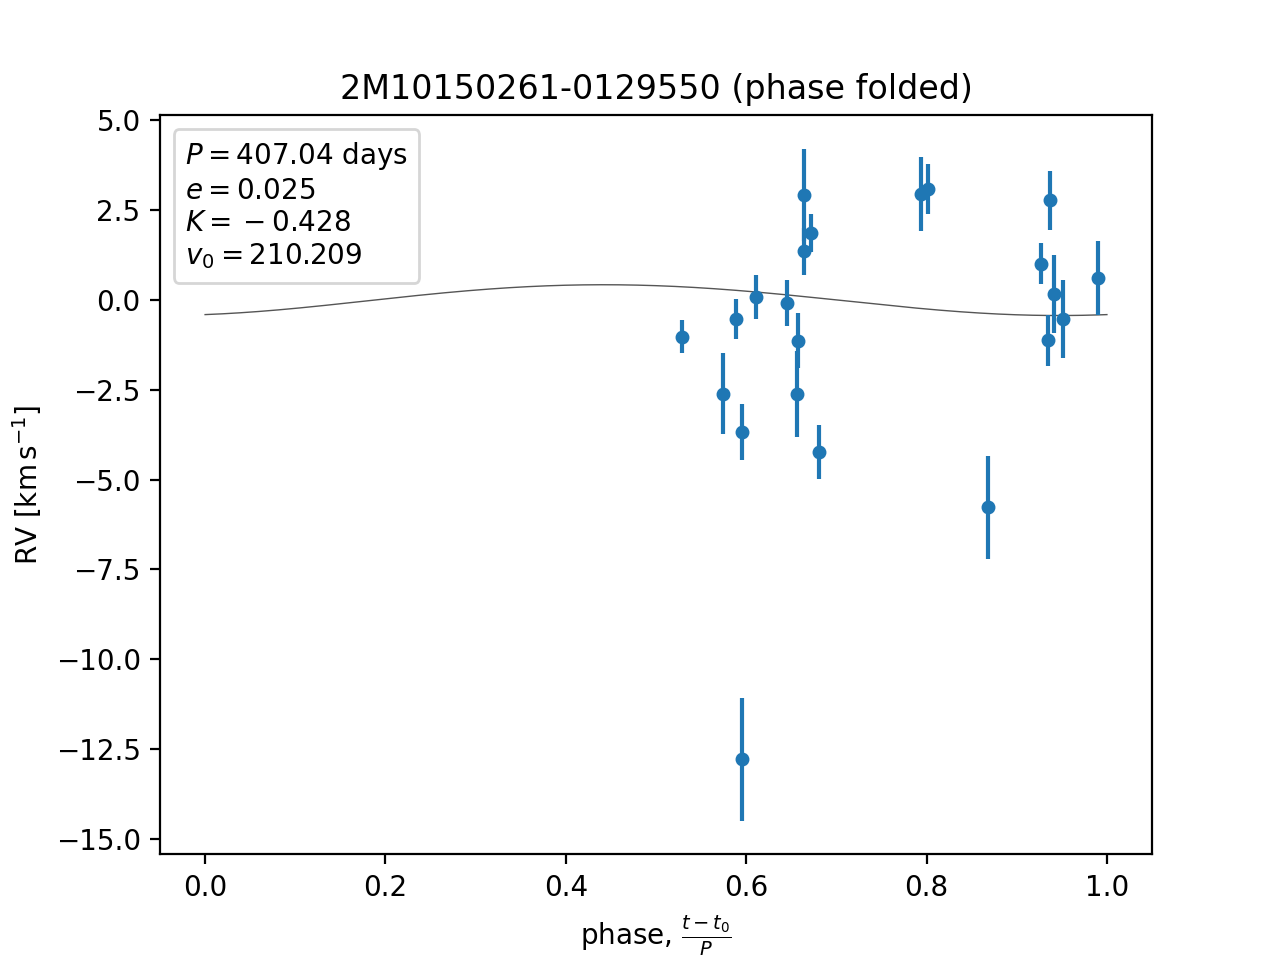 2M10150261-0129550 (phase folded)
P = 407.04 days
e = 0.025
K = −0.428
v₀ = 210.209
5.0
2.5
0.0
−2.5
−5.0
−7.5
−10.0
−12.5
−15.0
RV [km s⁻¹]
0.0 0.2 0.4 0.6 0.8 1.0
phase, (t − t₀)/P